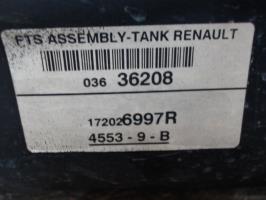 FTS ASSEMBLY-TANK RENAULT
036 36208
172026997R
4553 - 9 - B